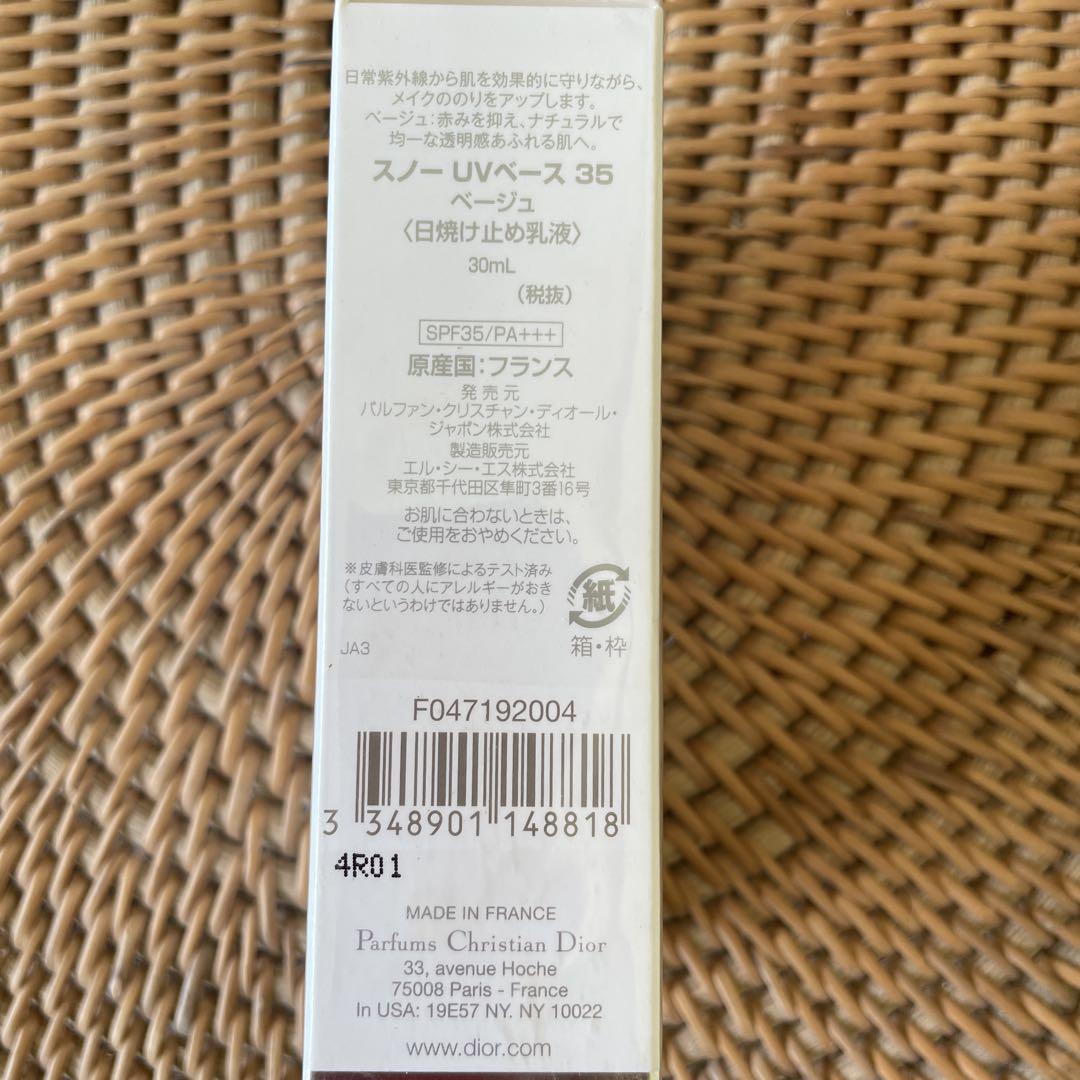 日常紫外線から肌を効果的に守りながら、
メイクののりをアップします。
ベージュ:赤みを抑え、ナチュラルで
均一な透明感あふれる肌へ。
スノー UVベース 35
ベージュ
〈日焼け止め乳液〉
30mL
(税抜)
SPF35/PA+++
原産国:フランス
発売元
パルファン・クリスチャン・ディオール・
ジャポン株式会社
製造販売元
エル・シー・エス株式会社
東京都千代田区隼町3番16号
お肌に合わないときは、
ご使用をおやめください。
※皮膚科医監修によるテスト済み
(すべての人にアレルギーがおき
ないというわけではありません。)
紙
箱・枠
JA3
F047192004
3 348901 148818
4R01
MADE IN FRANCE
Parfums Christian Dior
33, avenue Hoche
75008 Paris - France
In USA: 19E57 NY. NY 10022
www.dior.com